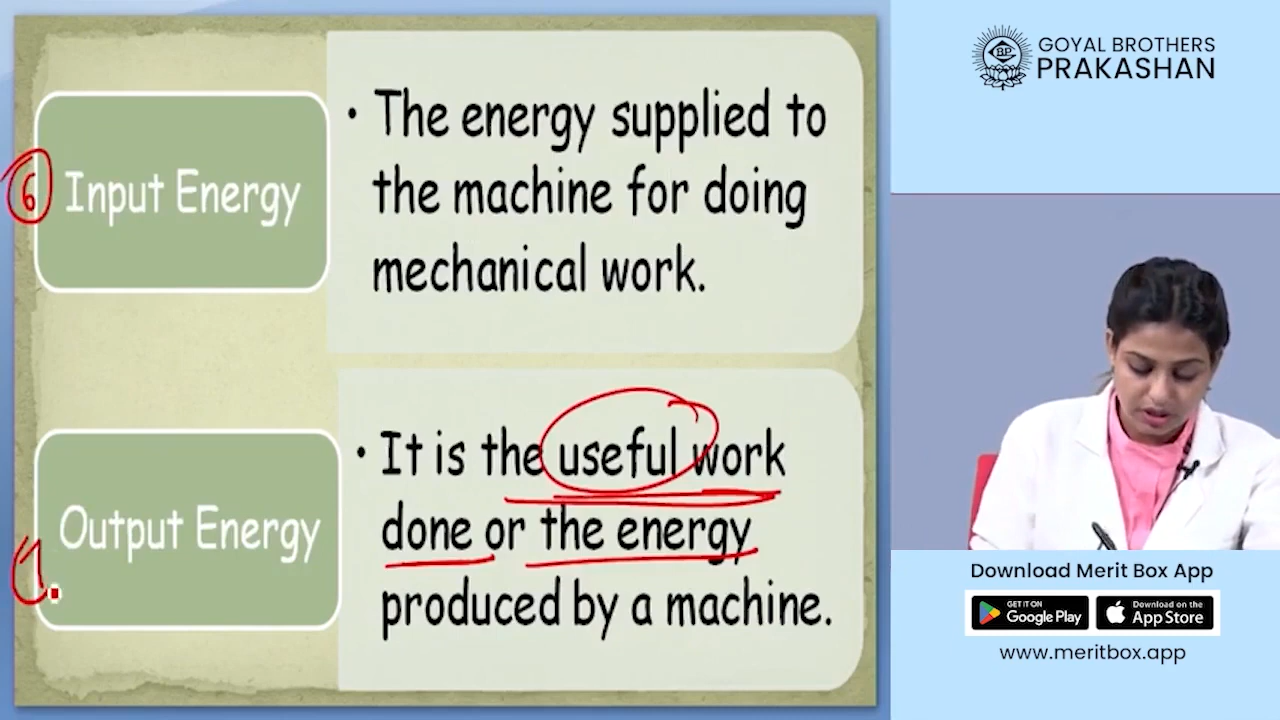 6
Input Energy
• The energy supplied to
the machine for doing
mechanical work.
Output Energy
• It is the useful work
done or the energy
produced by a machine.
GBP
GOYAL BROTHERS
PRAKASHAN
Download Merit Box App
GET IT ON
Google Play
Download on the
App Store
www.meritbox.app